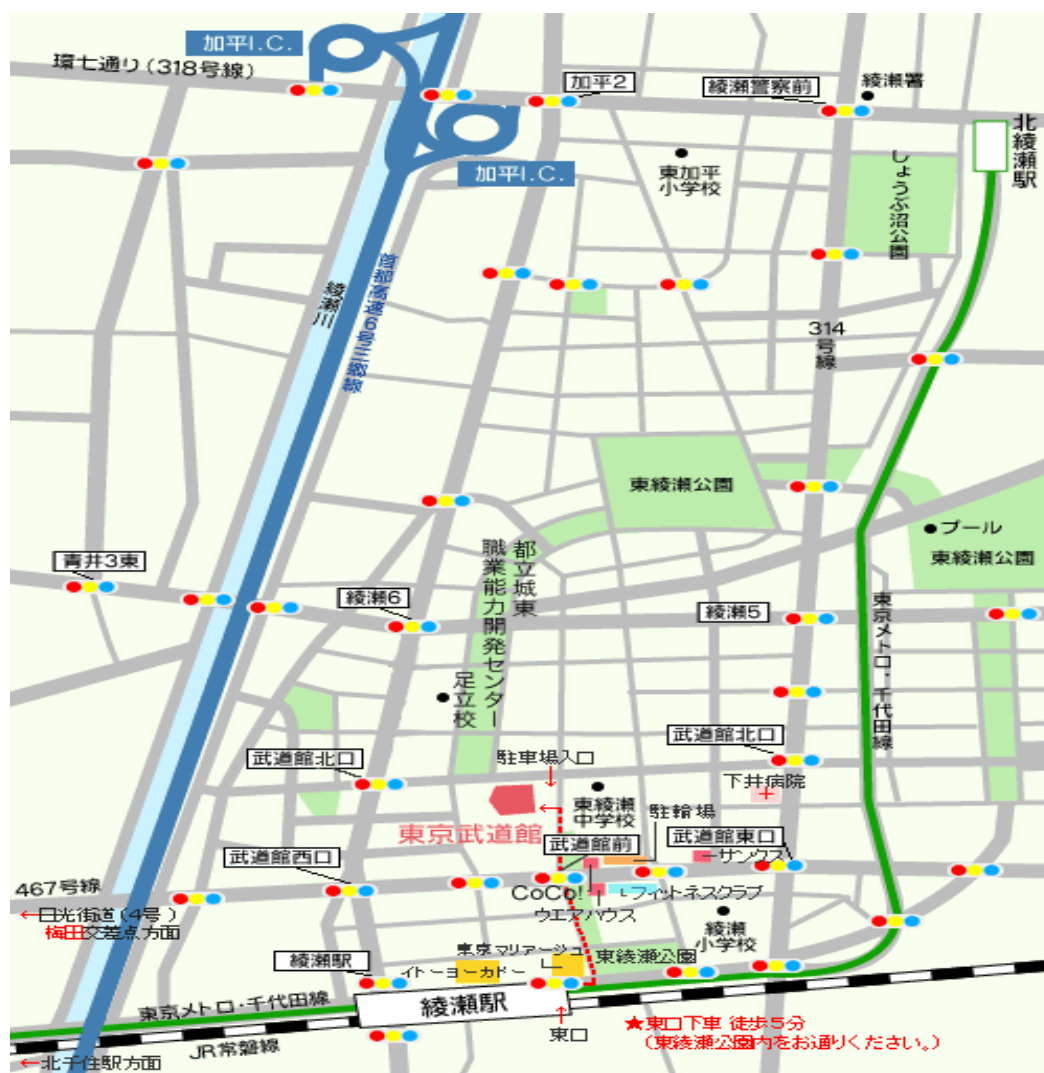 加平I.C.
環七通り(318号線)
加平2
綾瀬警察前
綾瀬署
北綾瀬駅
加平I.C.
東加平
小学校
しょうぶ沼公園
綾瀬川
314号線
東綾瀬公園
プール
東綾瀬公園
青井3東
綾瀬6
都立城東
職業能力開発センター
足立校
綾瀬5
東京メトロ・千代田線
武道館北口
武道館北口
駐車場入口
下井病院
東綾瀬
中学校
駐輪場
東京武道館
武道館前
武道館東口
サンクス
武道館西口
467号線
CoCo!
フィットネスクラブ
ウエアハウス
←日光街道(4号)
梅田交差点方面
綾瀬
小学校
東京マリアージュ
東綾瀬公園
綾瀬駅
イトーヨーカドー
東京メトロ・千代田線
綾瀬駅
東口
★東口下車 徒歩5分
(東綾瀬公園内をお通りください。)
JR常磐線
←北千住駅方面